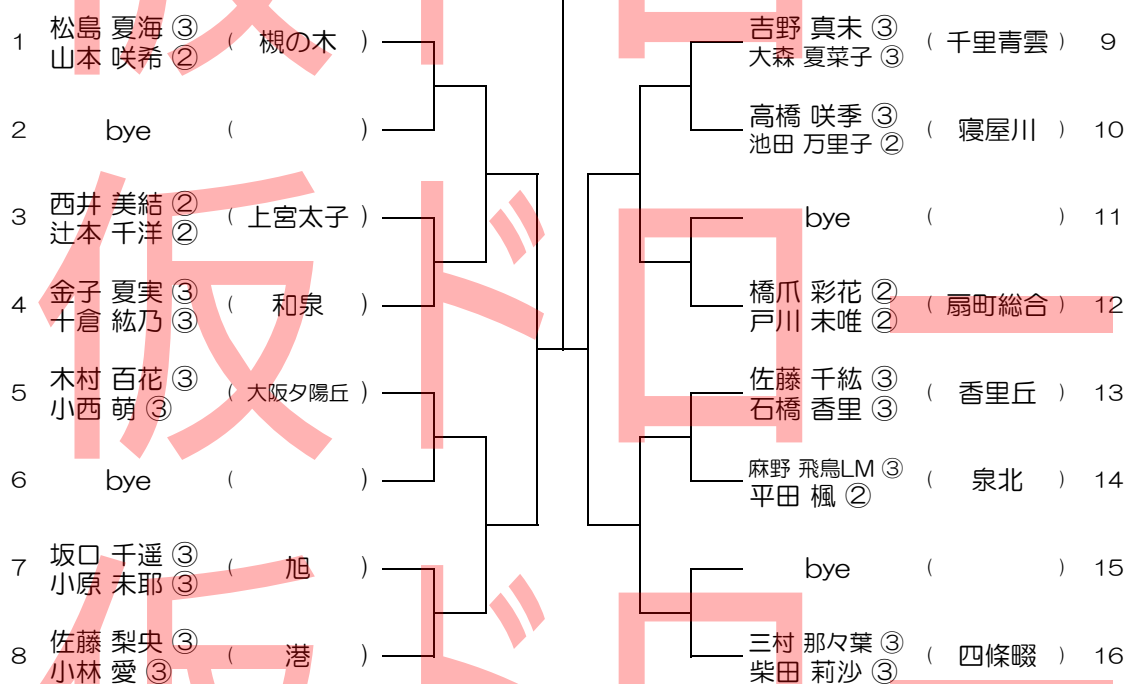 1 松島 夏海 ③ ( 槻の木 )
山本 咲希 ②
2 bye ( )
3 西井 美結 ② ( 上宮太子 )
辻本 千洋 ②
4 金子 夏実 ③ ( 和泉 )
十倉 紘乃 ③
5 木村 百花 ③ ( 大阪夕陽丘 )
小西 萌 ③
6 bye ( )
7 坂口 千遥 ③ ( 旭 )
小原 未耶 ③
8 佐藤 梨央 ③ ( 港 )
小林 愛 ③
吉野 真未 ③ ( 千里青雲 ) 9
大森 夏菜子 ③
高橋 咲季 ③ ( 寝屋川 ) 10
池田 万里子 ②
bye ( ) 11
橋爪 彩花 ② ( 扇町総合 ) 12
戸川 未唯 ②
佐藤 千紘 ③ ( 香里丘 ) 13
石橋 香里 ③
麻野 飛鳥LM ③ ( 泉北 ) 14
平田 楓 ②
bye ( ) 15
三村 那々葉 ③ ( 四條畷 ) 16
柴田 莉沙 ③
仮ドロー